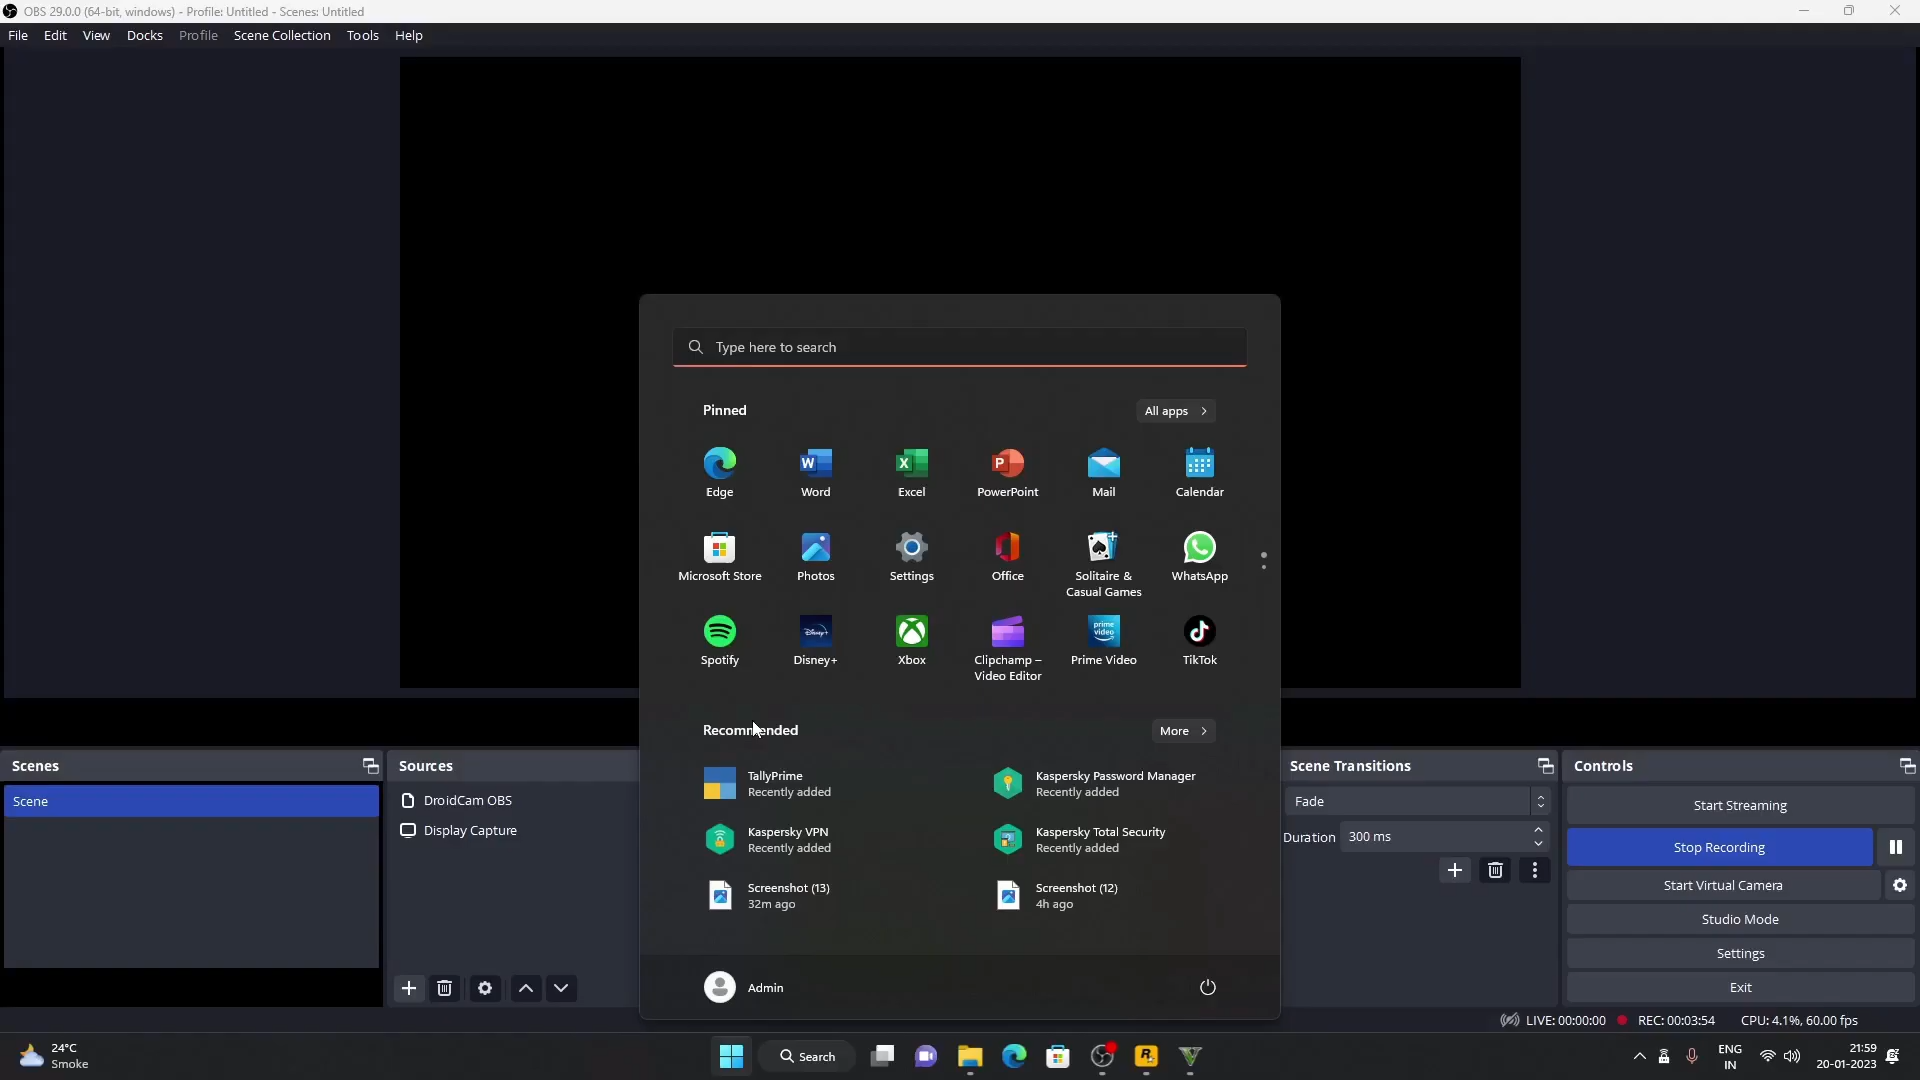 OBS 29.0.0 (64-bit, windows) - Profile: Untitled - Scenes: Untitled
File Edit View Docks Profile Scene Collection Tools Help
Type here to search
Pinned
All apps
Edge Word Excel PowerPoint Mail Calendar
Microsoft Store Photos Settings Office Solitaire & WhatsApp
Casual Games
prime
video
Disney+
Spotify Disney+ Xbox Clipchamp – Prime Video TikTok
Video Editor
Recommended
More
TallyPrime
Recently added
Kaspersky Password Manager
Recently added
Kaspersky VPN
Recently added
Kaspersky Total Security
Recently added
Screenshot (13)
32m ago
Screenshot (12)
4h ago
Admin
Scenes
Scene
Sources
DroidCam OBS
Display Capture
Scene Transitions
Fade
Duration 300 ms
Controls
Start Streaming
Stop Recording
Start Virtual Camera
Studio Mode
Settings
Exit
LIVE: 00:00:00 REC: 00:03:54 CPU: 4.1%, 60.00 fps
24°C
Smoke
Search
ENG
IN
21:59
20-01-2023